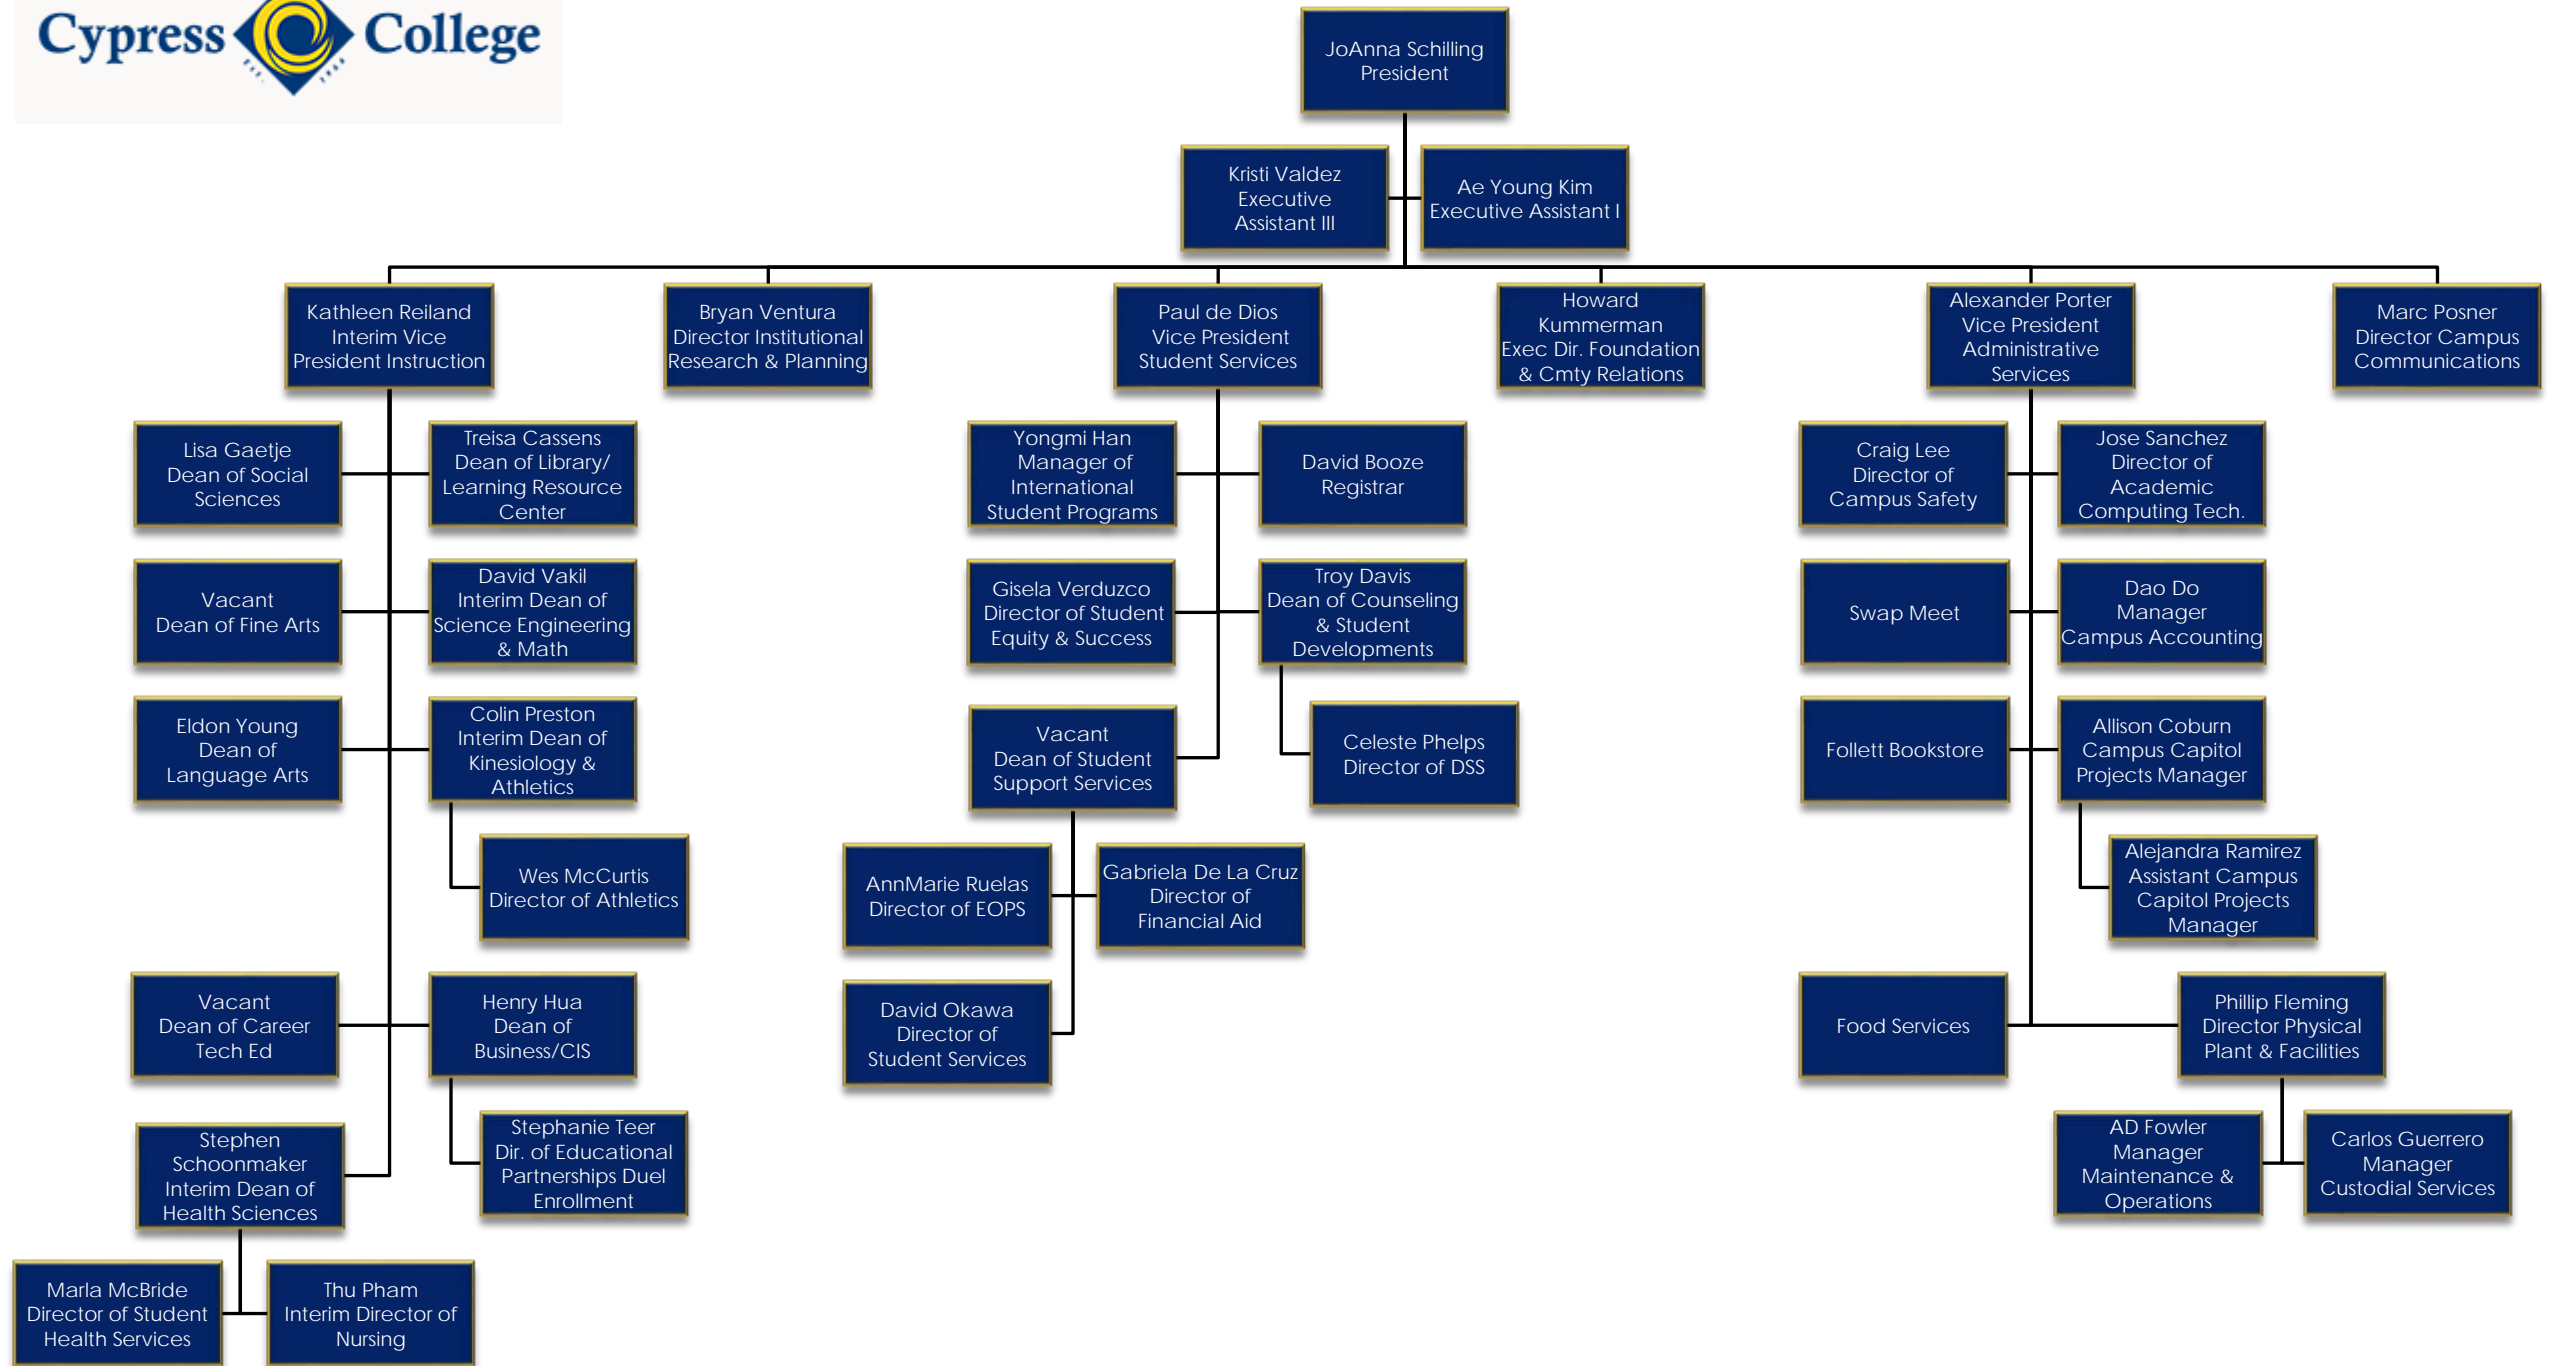 Cypress College
EST. 1966
JoAnna Schilling
President
Kristi Valdez
Executive
Assistant III
Ae Young Kim
Executive Assistant I
Kathleen Reiland
Interim Vice
President Instruction
Bryan Ventura
Director Institutional
Research & Planning
Paul de Dios
Vice President
Student Services
Howard
Kummerman
Exec Dir. Foundation
& Cmty Relations
Alexander Porter
Vice President
Administrative
Services
Marc Posner
Director Campus
Communications
Lisa Gaetje
Dean of Social
Sciences
Treisa Cassens
Dean of Library/
Learning Resource
Center
Vacant
Dean of Fine Arts
David Vakil
Interim Dean of
Science Engineering
& Math
Eldon Young
Dean of
Language Arts
Colin Preston
Interim Dean of
Kinesiology &
Athletics
Wes McCurtis
Director of Athletics
Vacant
Dean of Career
Tech Ed
Henry Hua
Dean of
Business/CIS
Stephanie Teer
Dir. of Educational
Partnerships Duel
Enrollment
Stephen
Schoonmaker
Interim Dean of
Health Sciences
Marla McBride
Director of Student
Health Services
Thu Pham
Interim Director of
Nursing
Yongmi Han
Manager of
International
Student Programs
David Booze
Registrar
Gisela Verduzco
Director of Student
Equity & Success
Troy Davis
Dean of Counseling
& Student
Developments
Celeste Phelps
Director of DSS
Vacant
Dean of Student
Support Services
AnnMarie Ruelas
Director of EOPS
Gabriela De La Cruz
Director of
Financial Aid
David Okawa
Director of
Student Services
Craig Lee
Director of
Campus Safety
Jose Sanchez
Director of
Academic
Computing Tech.
Swap Meet
Dao Do
Manager
Campus Accounting
Follett Bookstore
Allison Coburn
Campus Capitol
Projects Manager
Alejandra Ramirez
Assistant Campus
Capitol Projects
Manager
Food Services
Phillip Fleming
Director Physical
Plant & Facilities
AD Fowler
Manager
Maintenance &
Operations
Carlos Guerrero
Manager
Custodial Services